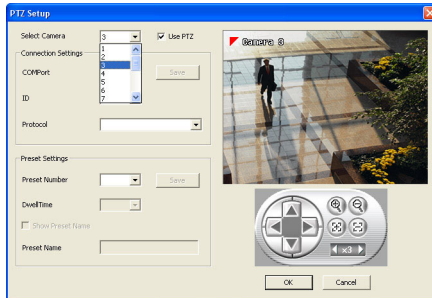 PTZ Setup
Select Camera 3 Use PTZ
1
2
3
4
5
6
7
Connection Settings
COMPort Save
ID
Protocol
Preset Settings
Preset Number Save
DwellTime
Show Preset Name
Preset Name
Camera 3
x3
OK Cancel